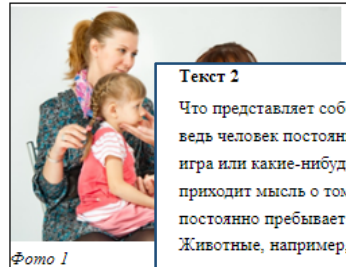 Текст 2
Что представляет соб
ведь человек постоян
игра или какие-нибуд
приходит мысль о том
постоянно пребывает
Животные, например,
Фото 1